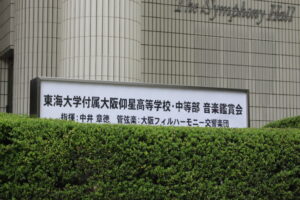 The Symphony Hall
東海大学付属大阪仰星高等学校・中等部 音楽鑑賞会
指揮:中井 章徳 管弦楽:大阪フィルハーモニー交響楽団